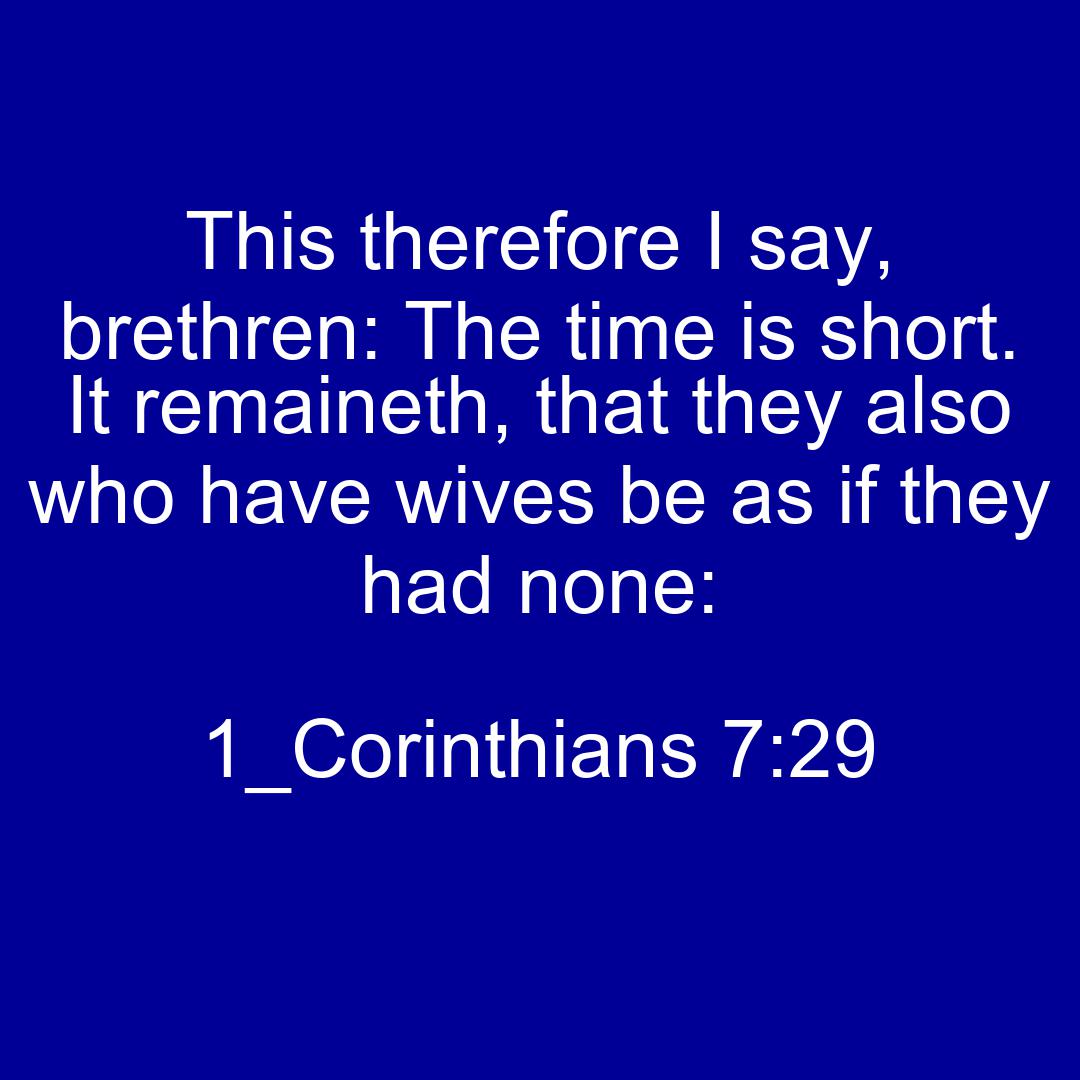 This therefore I say,
brethren: The time is short.
It remaineth, that they also
who have wives be as if they
had none:
1_Corinthians 7:29